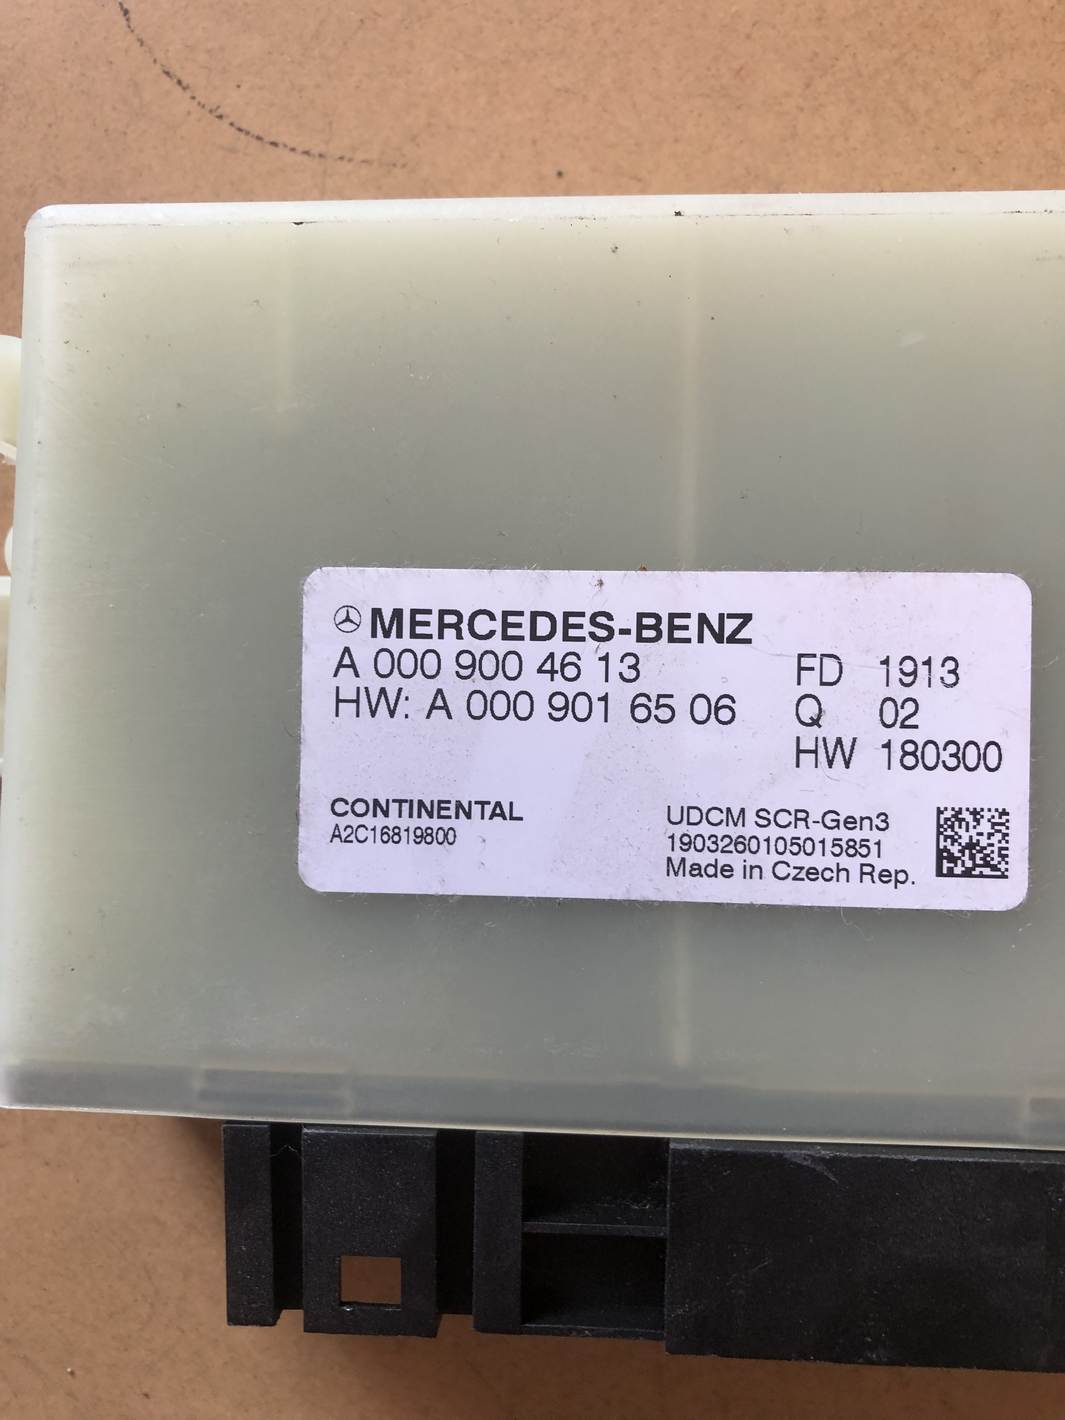 MERCEDES-BENZ
A 000 900 46 13
HW: A 000 901 65 06
FD 1913
Q 02
HW 180300
CONTINENTAL
A2C16819800
UDCM SCR-Gen3
1903260105015851
Made in Czech Rep.